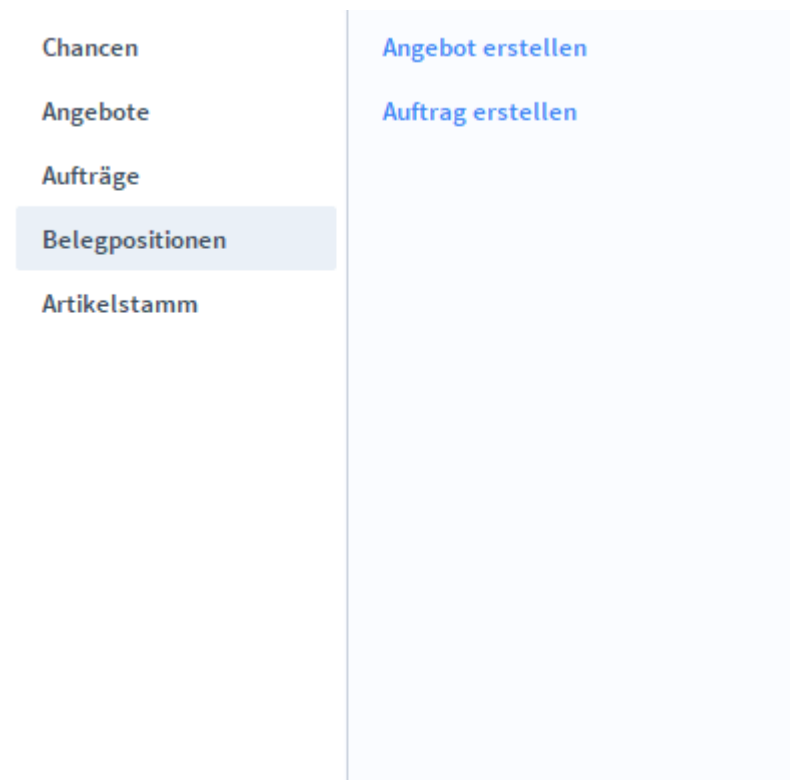 Chancen
Angebote
Aufträge
Belegpositionen
Artikelstamm
Angebot erstellen
Auftrag erstellen